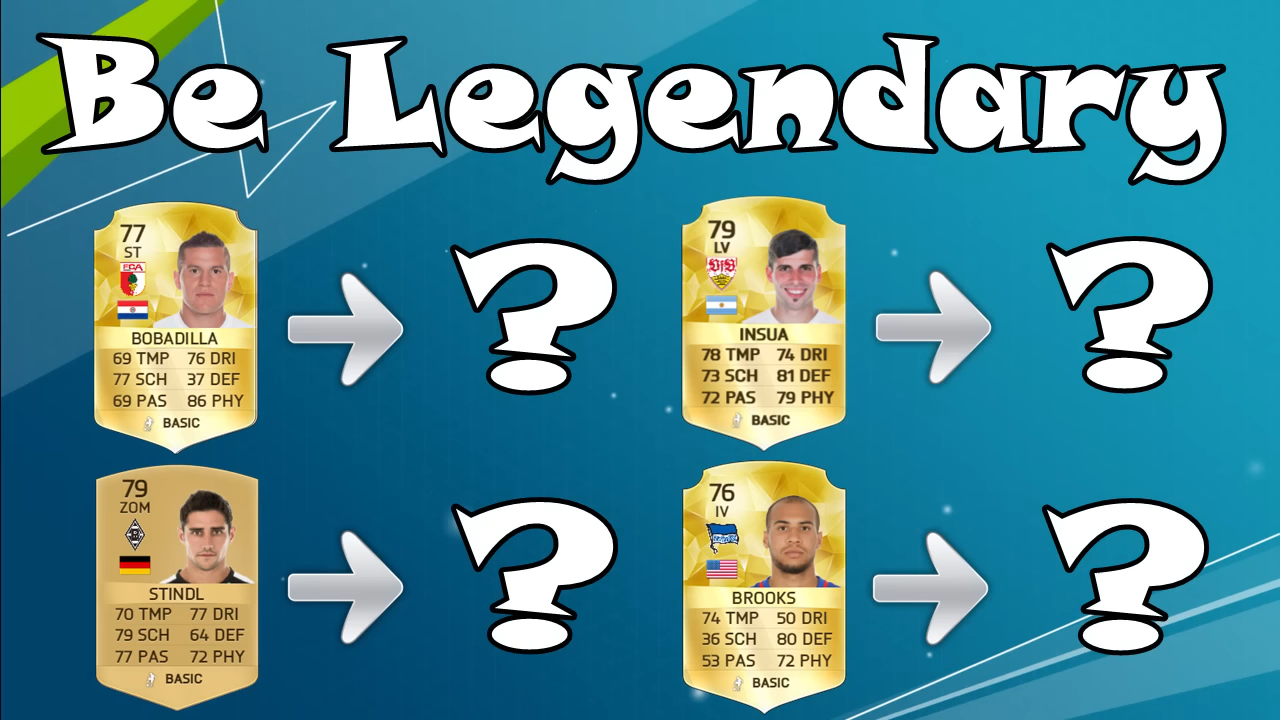 Be Legendary
77
ST
FCA
BOBADILLA
69 TMP 76 DRI
77 SCH 37 DEF
69 PAS 86 PHY
BASIC
?
79
LV
VfB
INSUA
78 TMP 74 DRI
73 SCH 81 DEF
72 PAS 79 PHY
BASIC
?
79
ZOM
STINDL
70 TMP 77 DRI
79 SCH 64 DEF
77 PAS 72 PHY
BASIC
?
76
IV
BROOKS
74 TMP 50 DRI
36 SCH 80 DEF
53 PAS 72 PHY
BASIC
?